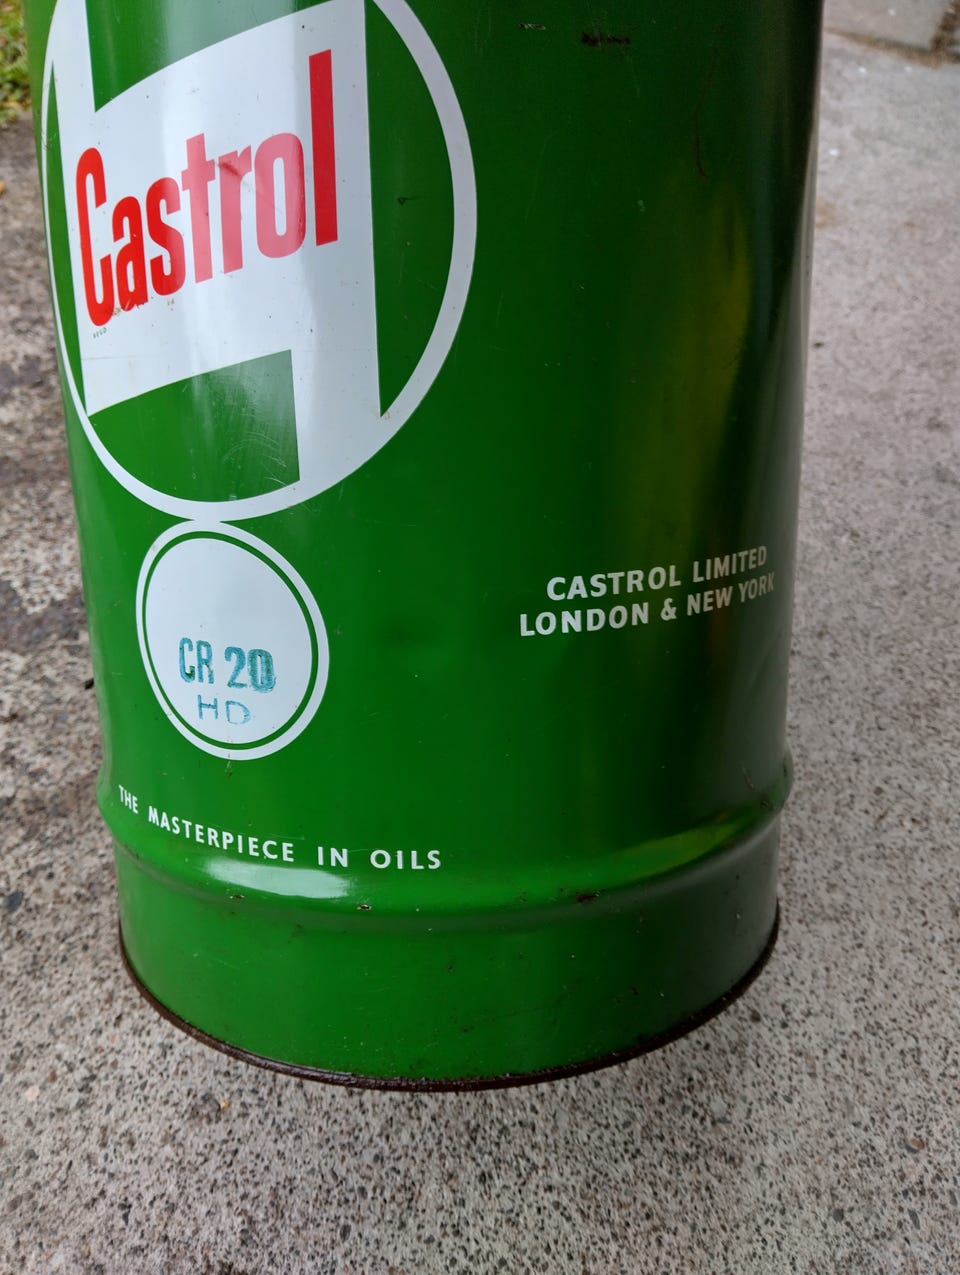 Castrol
CR 20
HD
CASTROL LIMITED
LONDON & NEW YORK
THE MASTERPIECE IN OILS